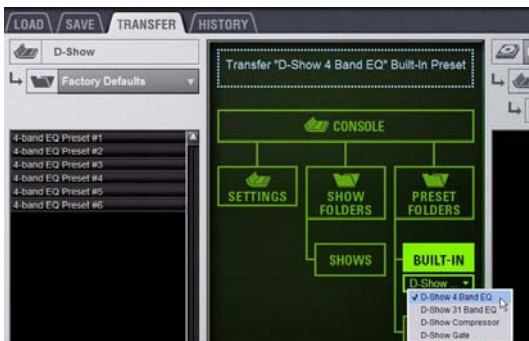 LOAD SAVE TRANSFER HISTORY
D-Show
Factory Defaults
4-band EQ Preset #1
4-band EQ Preset #2
4-band EQ Preset #3
4-band EQ Preset #4
4-band EQ Preset #5
4-band EQ Preset #6
Transfer "D-Show 4 Band EQ" Built-In Preset
CONSOLE
SETTINGS
SHOW FOLDERS
PRESET FOLDERS
SHOWS
BUILT-IN
D-Show ...
D-Show 4 Band EQ
D-Show 31 Band EQ
D-Show Compressor
D-Show Gate